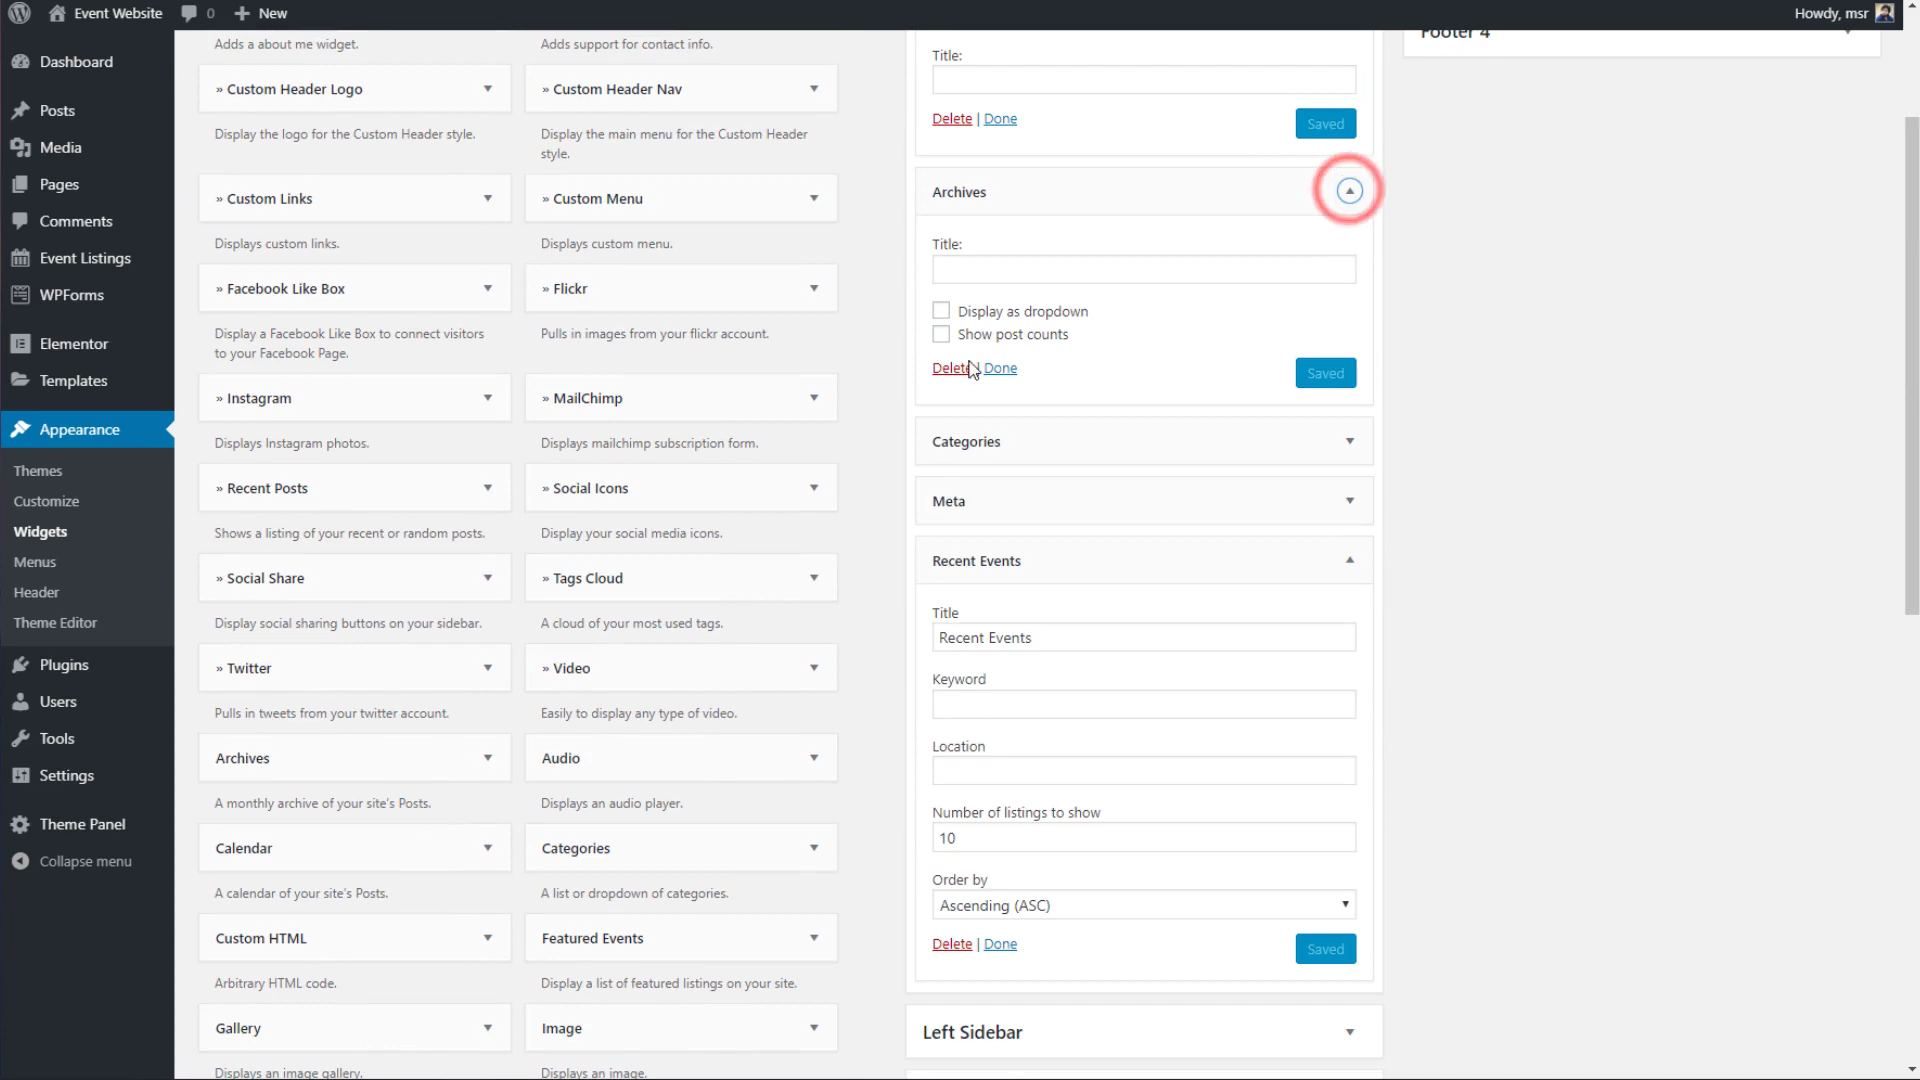 Event Website
0
New
Howdy, msr
Dashboard
Posts
Media
Pages
Comments
Event Listings
WPForms
Elementor
Templates
Appearance
Themes
Customize
Widgets
Menus
Header
Theme Editor
Plugins
Users
Tools
Settings
Theme Panel
Collapse menu
Adds a about me widget.
Adds support for contact info.
» Custom Header Logo
» Custom Header Nav
Display the logo for the Custom Header style.
Display the main menu for the Custom Header
style.
» Custom Links
» Custom Menu
Displays custom links.
Displays custom menu.
» Facebook Like Box
» Flickr
Display a Facebook Like Box to connect visitors
to your Facebook Page.
Pulls in images from your flickr account.
» Instagram
» MailChimp
Displays Instagram photos.
Displays mailchimp subscription form.
» Recent Posts
» Social Icons
Shows a listing of your recent or random posts.
Display your social media icons.
» Social Share
» Tags Cloud
Display social sharing buttons on your sidebar.
A cloud of your most used tags.
» Twitter
» Video
Pulls in tweets from your twitter account.
Easily to display any type of video.
Archives
Audio
A monthly archive of your site's Posts.
Displays an audio player.
Calendar
Categories
A calendar of your site's Posts.
A list or dropdown of categories.
Custom HTML
Featured Events
Arbitrary HTML code.
Display a list of featured listings on your site.
Gallery
Image
Displays an image gallery.
Displays an image.
Title:
Delete | Done
Saved
Archives
Title:
Display as dropdown
Show post counts
Delete | Done
Saved
Categories
Meta
Recent Events
Title
Recent Events
Keyword
Location
Number of listings to show
10
Order by
Ascending (ASC)
Delete | Done
Saved
Left Sidebar
Footer 4